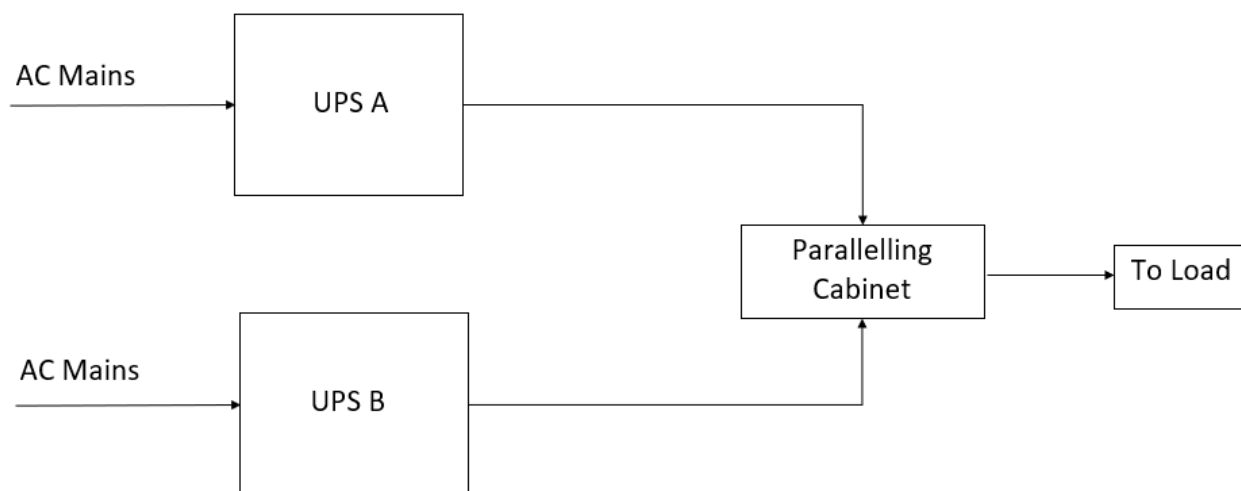 AC Mains
UPS A
Parallelling
Cabinet
To Load
AC Mains
UPS B